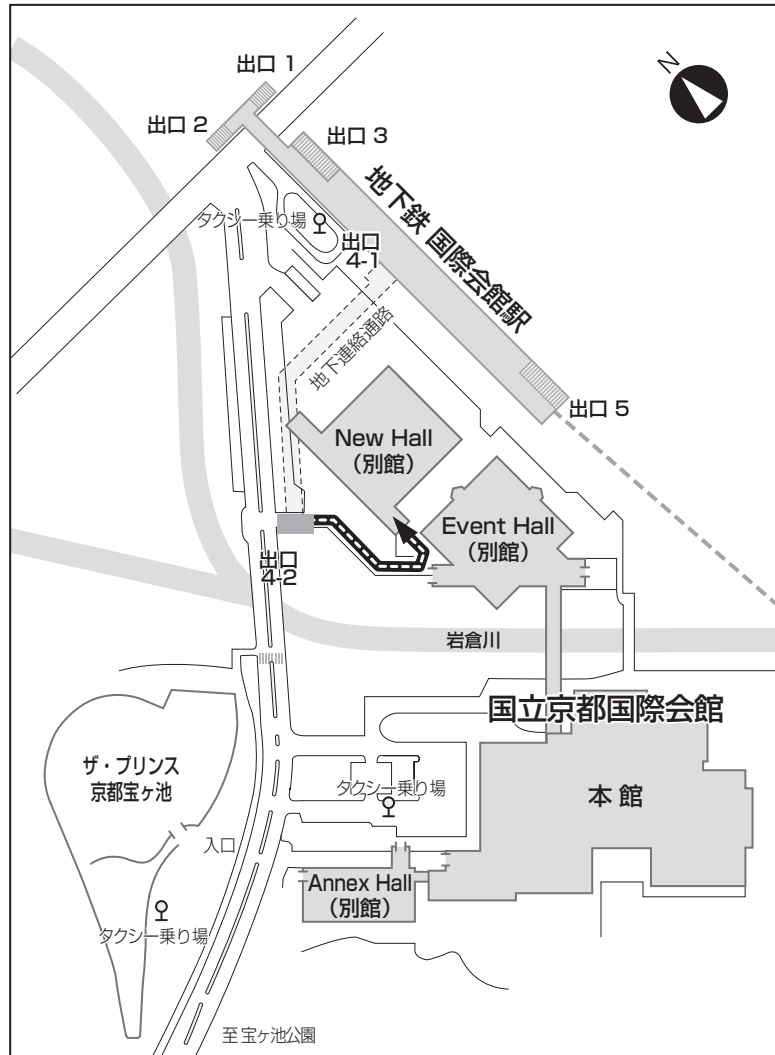 出口 1
N
出口 2
出口 3
地下鉄 国際会館駅
タクシー乗り場
出口
4-1
地下連絡通路
出口 5
New Hall
(別館)
Event Hall
(別館)
出口
4-2
岩倉川
国立京都国際会館
ザ・プリンス
京都宝ヶ池
タクシー乗り場
本 館
入口
Annex Hall
(別館)
タクシー乗り場
至 宝ヶ池公園